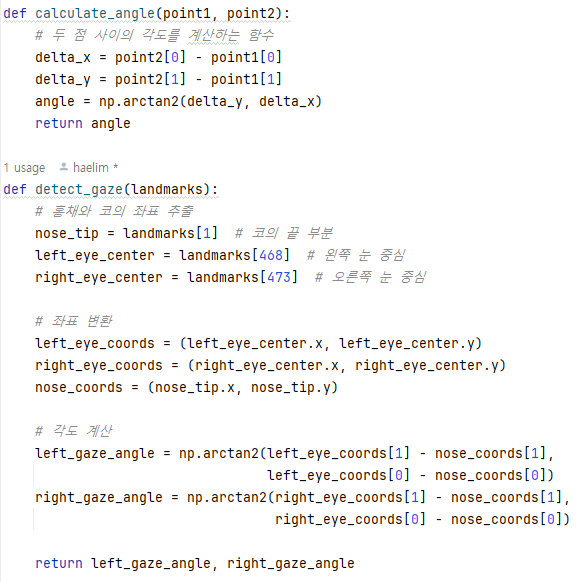 def calculate_angle(point1, point2):
    # 두 점 사이의 각도를 계산하는 함수
    delta_x = point2[0] - point1[0]
    delta_y = point2[1] - point1[1]
    angle = np.arctan2(delta_y, delta_x)
    return angle
1 usage haelim *
def detect_gaze(landmarks):
    # 홍채와 코의 좌표 추출
    nose_tip = landmarks[1]  # 코의 끝 부분
    left_eye_center = landmarks[468]  # 왼쪽 눈 중심
    right_eye_center = landmarks[473]  # 오른쪽 눈 중심
    # 좌표 변환
    left_eye_coords = (left_eye_center.x, left_eye_center.y)
    right_eye_coords = (right_eye_center.x, right_eye_center.y)
    nose_coords = (nose_tip.x, nose_tip.y)
    # 각도 계산
    left_gaze_angle = np.arctan2(left_eye_coords[1] - nose_coords[1],
                                 left_eye_coords[0] - nose_coords[0])
    right_gaze_angle = np.arctan2(right_eye_coords[1] - nose_coords[1],
                                  right_eye_coords[0] - nose_coords[0])
    return left_gaze_angle, right_gaze_angle